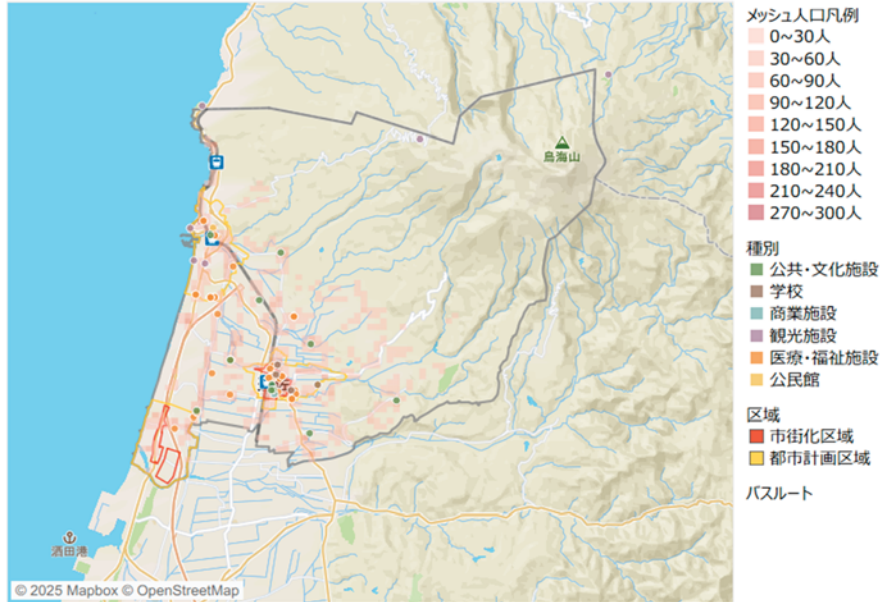 メッシュ人口凡例
0~30人
30~60人
60~90人
90~120人
120~150人
150~180人
180~210人
210~240人
270~300人
種別
公共・文化施設
学校
商業施設
観光施設
医療・福祉施設
公民館
区域
市街化区域
都市計画区域
バスルート
鳥海山
酒田港
© 2025 Mapbox © OpenStreetMap